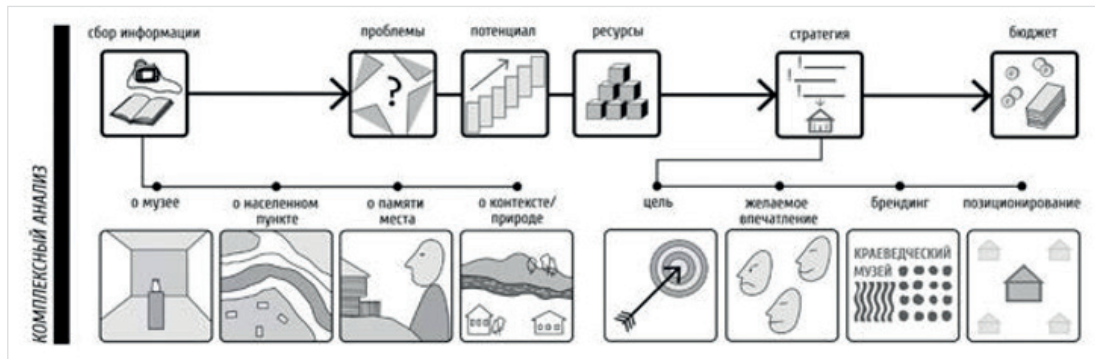 сбор информации
проблемы
потенциал
ресурсы
стратегия
бюджет
?
КОМПЛЕКСНЫЙ АНАЛИЗ
о музее
о населенном
пункте
о памяти
места
о контексте/
природе
цель
желаемое
впечатление
брендинг
позиционирование
КРАЕВЕДЧЕСКИЙ
МУЗЕЙ